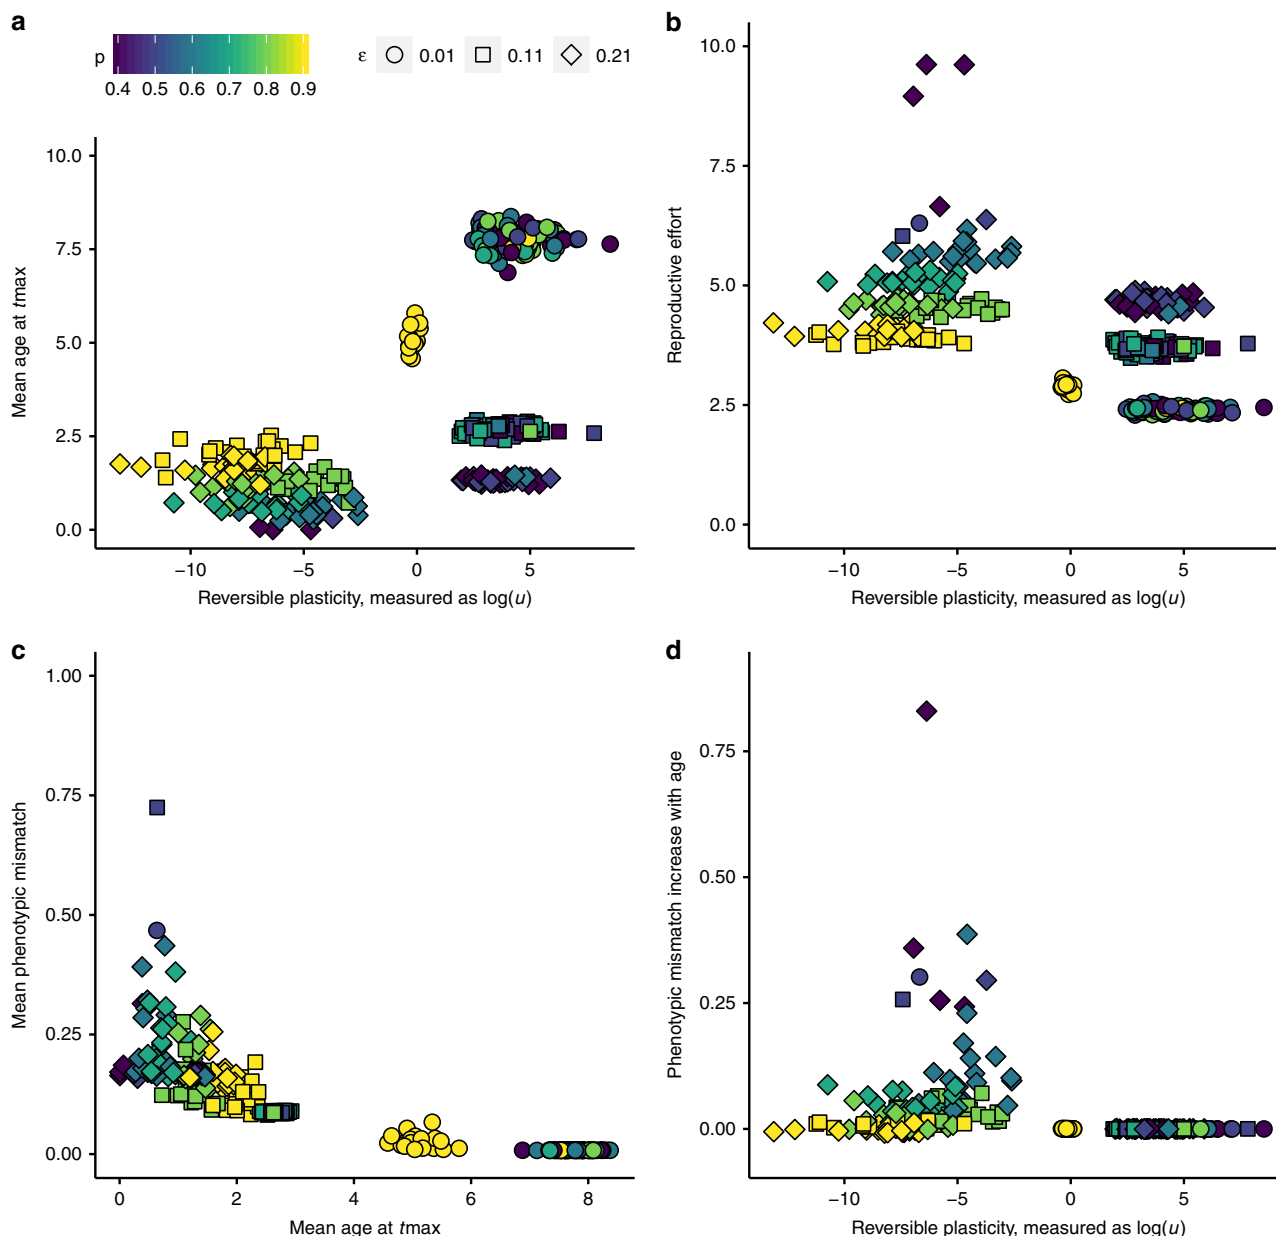 a
p
0.4 0.5 0.6 0.7 0.8 0.9
ε 0.01 0.11 0.21
Mean age at tmax
10.0
7.5
5.0
2.5
0.0
−10 −5 0 5
Reversible plasticity, measured as log(u)
b
Reproductive effort
10.0
7.5
5.0
2.5
0.0
−10 −5 0 5
Reversible plasticity, measured as log(u)
c
Mean phenotypic mismatch
1.00
0.75
0.50
0.25
0.00
0 2 4 6 8
Mean age at tmax
d
Phenotypic mismatch increase with age
0.75
0.50
0.25
0.00
−10 −5 0 5
Reversible plasticity, measured as log(u)